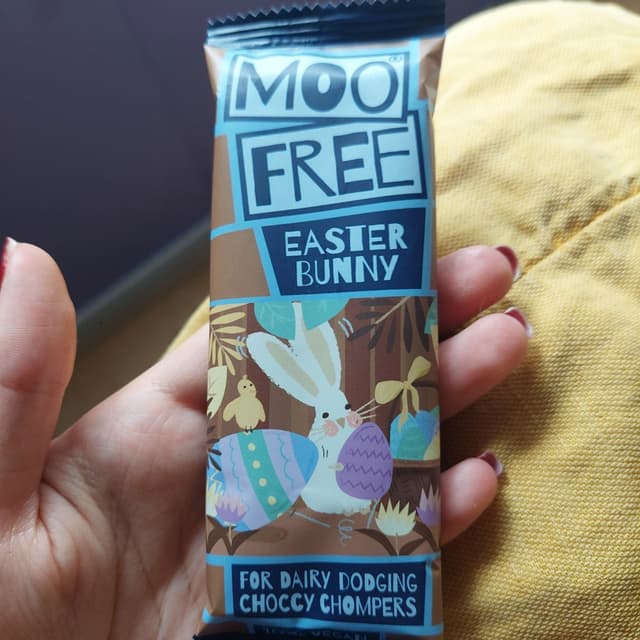 MOO®
FREE
EASTER
BUNNY
FOR DAIRY DODGING
CHOCCY CHOMPERS